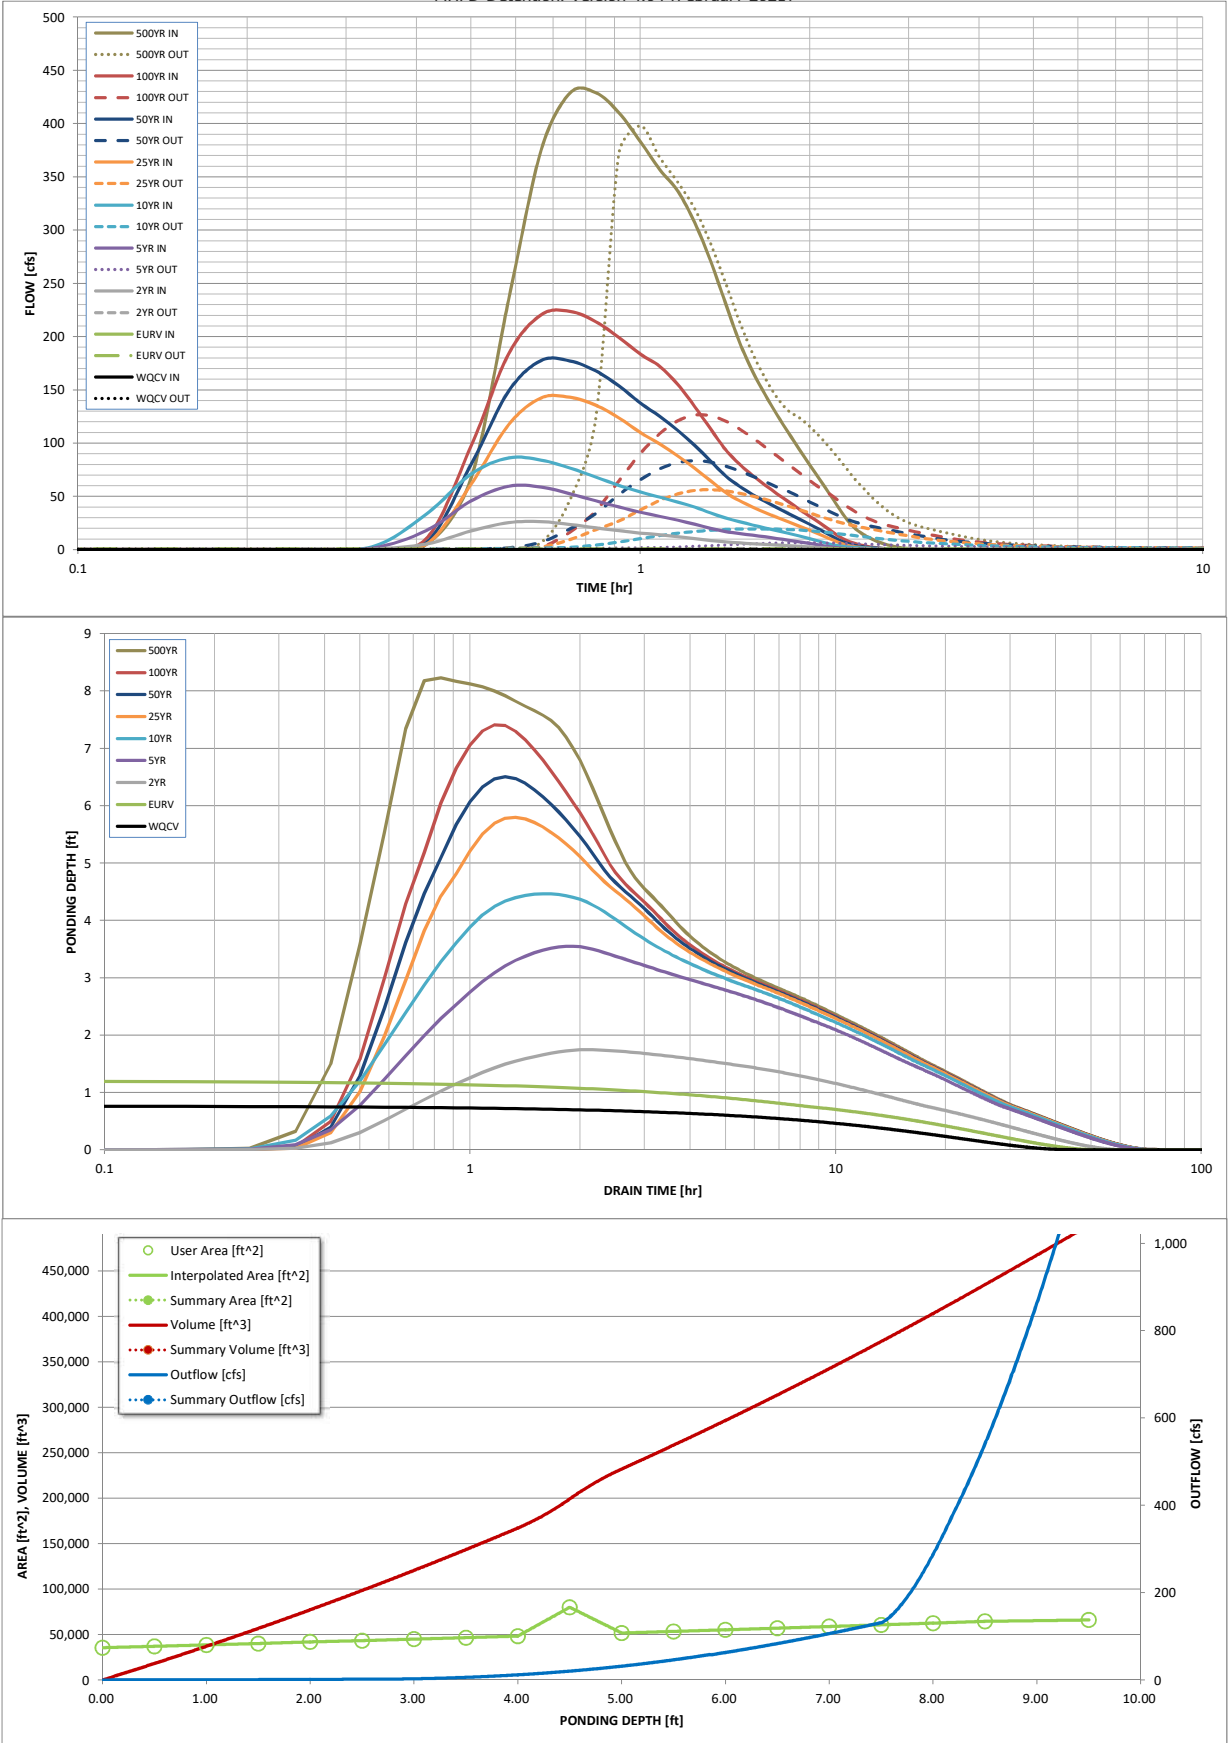 500
450
400
350
300
250
200
150
100
50
0
FLOW [cfs]
500YR IN
500YR OUT
100YR IN
100YR OUT
50YR IN
50YR OUT
25YR IN
25YR OUT
10YR IN
10YR OUT
5YR IN
5YR OUT
2YR IN
2YR OUT
EURV IN
EURV OUT
WQCV IN
WQCV OUT
0.1 1 10
TIME [hr]
9
8
7
6
5
4
3
2
1
0
PONDING DEPTH [ft]
500YR
100YR
50YR
25YR
10YR
5YR
2YR
EURV
WQCV
0.1 1 10 100
DRAIN TIME [hr]
450,000
400,000
350,000
300,000
250,000
200,000
150,000
100,000
50,000
0
AREA [ft^2], VOLUME [ft^3]
User Area [ft^2]
Interpolated Area [ft^2]
Summary Area [ft^2]
Volume [ft^3]
Summary Volume [ft^3]
Outflow [cfs]
Summary Outflow [cfs]
1,000
800
600
400
200
0
OUTFLOW [cfs]
0.00 1.00 2.00 3.00 4.00 5.00 6.00 7.00 8.00 9.00 10.00
PONDING DEPTH [ft]